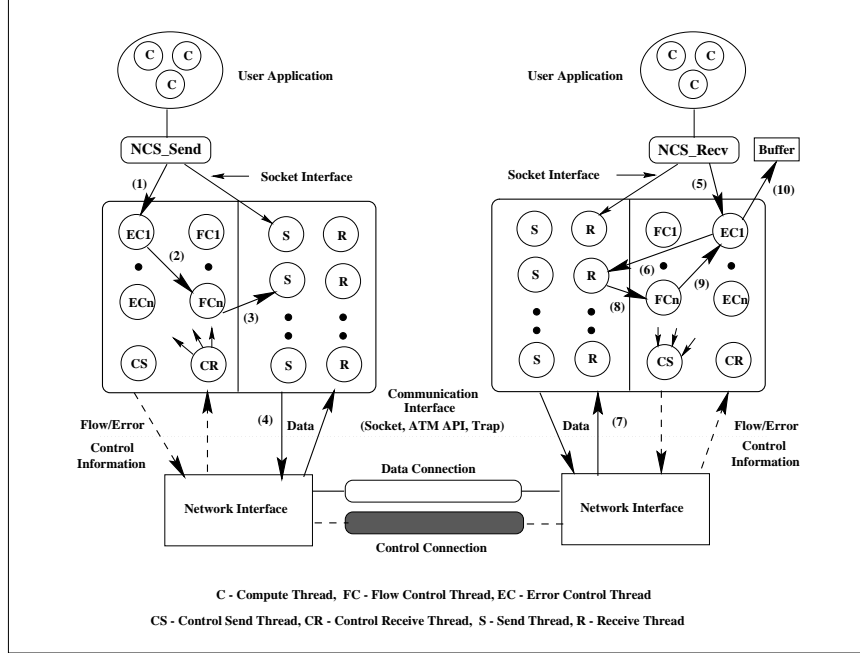 C C C
User Application
NCS_Send
Socket Interface
(1)
EC1 FC1 S R
(2)
S R
ECn FCn
(3)
CS CR S R
Flow/Error
Control
Information
(4) Data
Network Interface
Communication
Interface
(Socket, ATM API, Trap)
Data Connection
Control Connection
C C C
User Application
NCS_Recv
Buffer
Socket Interface
(5)
(10)
S R FC1 EC1
(6)
S R
(8)
(9)
FCn ECn
S R CS CR
Data (7)
Flow/Error
Control
Information
Network Interface
C - Compute Thread, FC - Flow Control Thread, EC - Error Control Thread
CS - Control Send Thread, CR - Control Receive Thread, S - Send Thread, R - Receive Thread